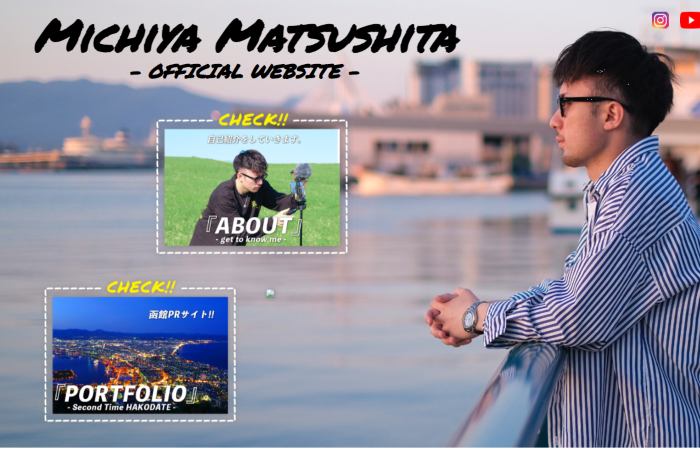 Michiya Matsushita
- OFFICIAL WEBSITE -
CHECK!!
自己紹介をしていきます。
『ABOUT』
- get to know me -
CHECK!!
函館PRサイト!!
『PORTFOLIO』
- Second Time HAKODATE -